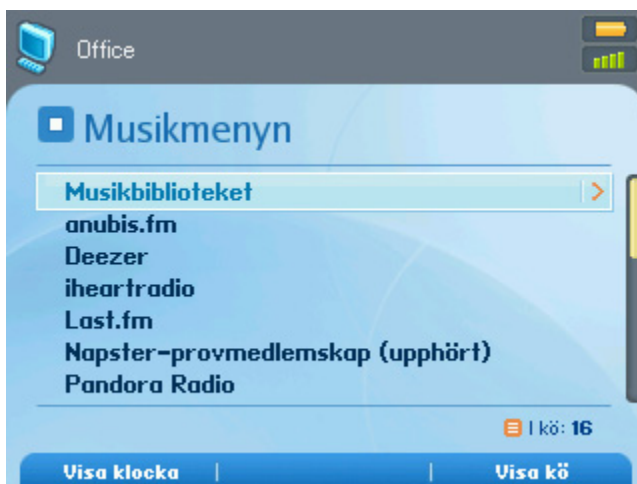 Office
Musikmenyn
Musikbiblioteket
anubis.fm
Deezer
iheartradio
Last.fm
Napster-provmedlemskap (upphört)
Pandora Radio
I kö: 16
Visa klocka
Visa kö